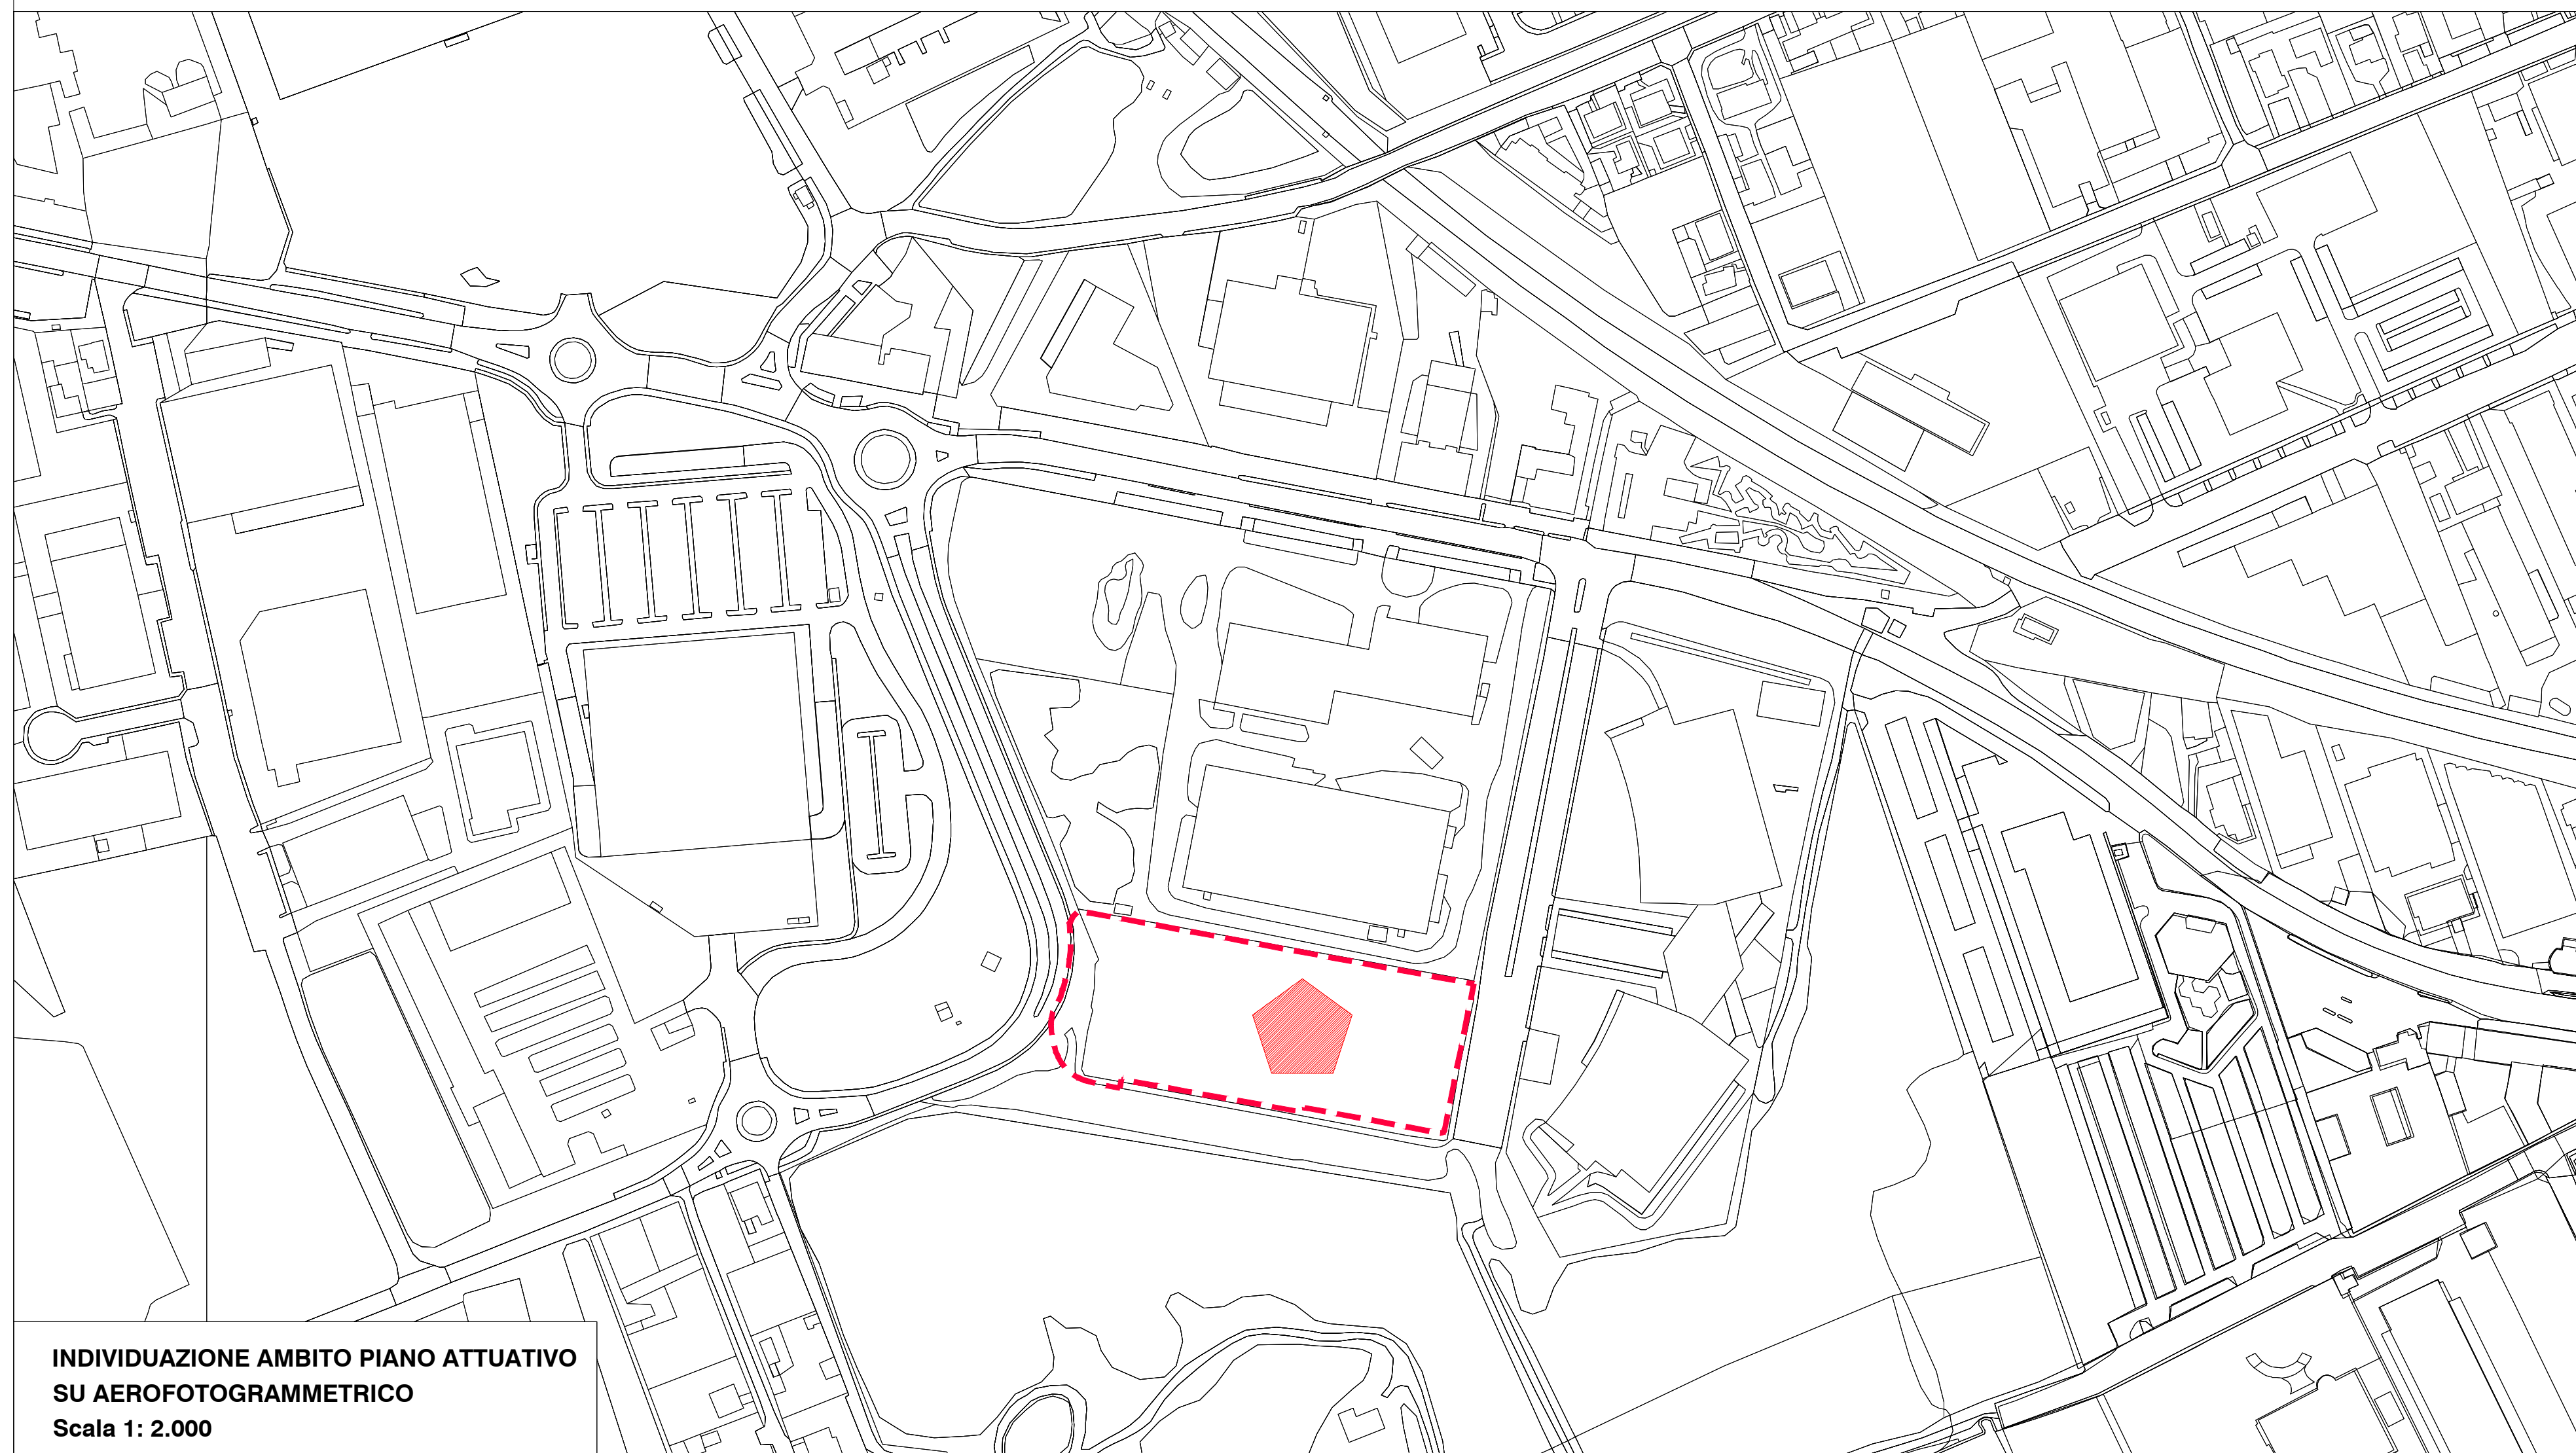 INDIVIDUAZIONE AMBITO PIANO ATTUATIVO
SU AEROFOTOGRAMMETRICO
Scala 1: 2.000